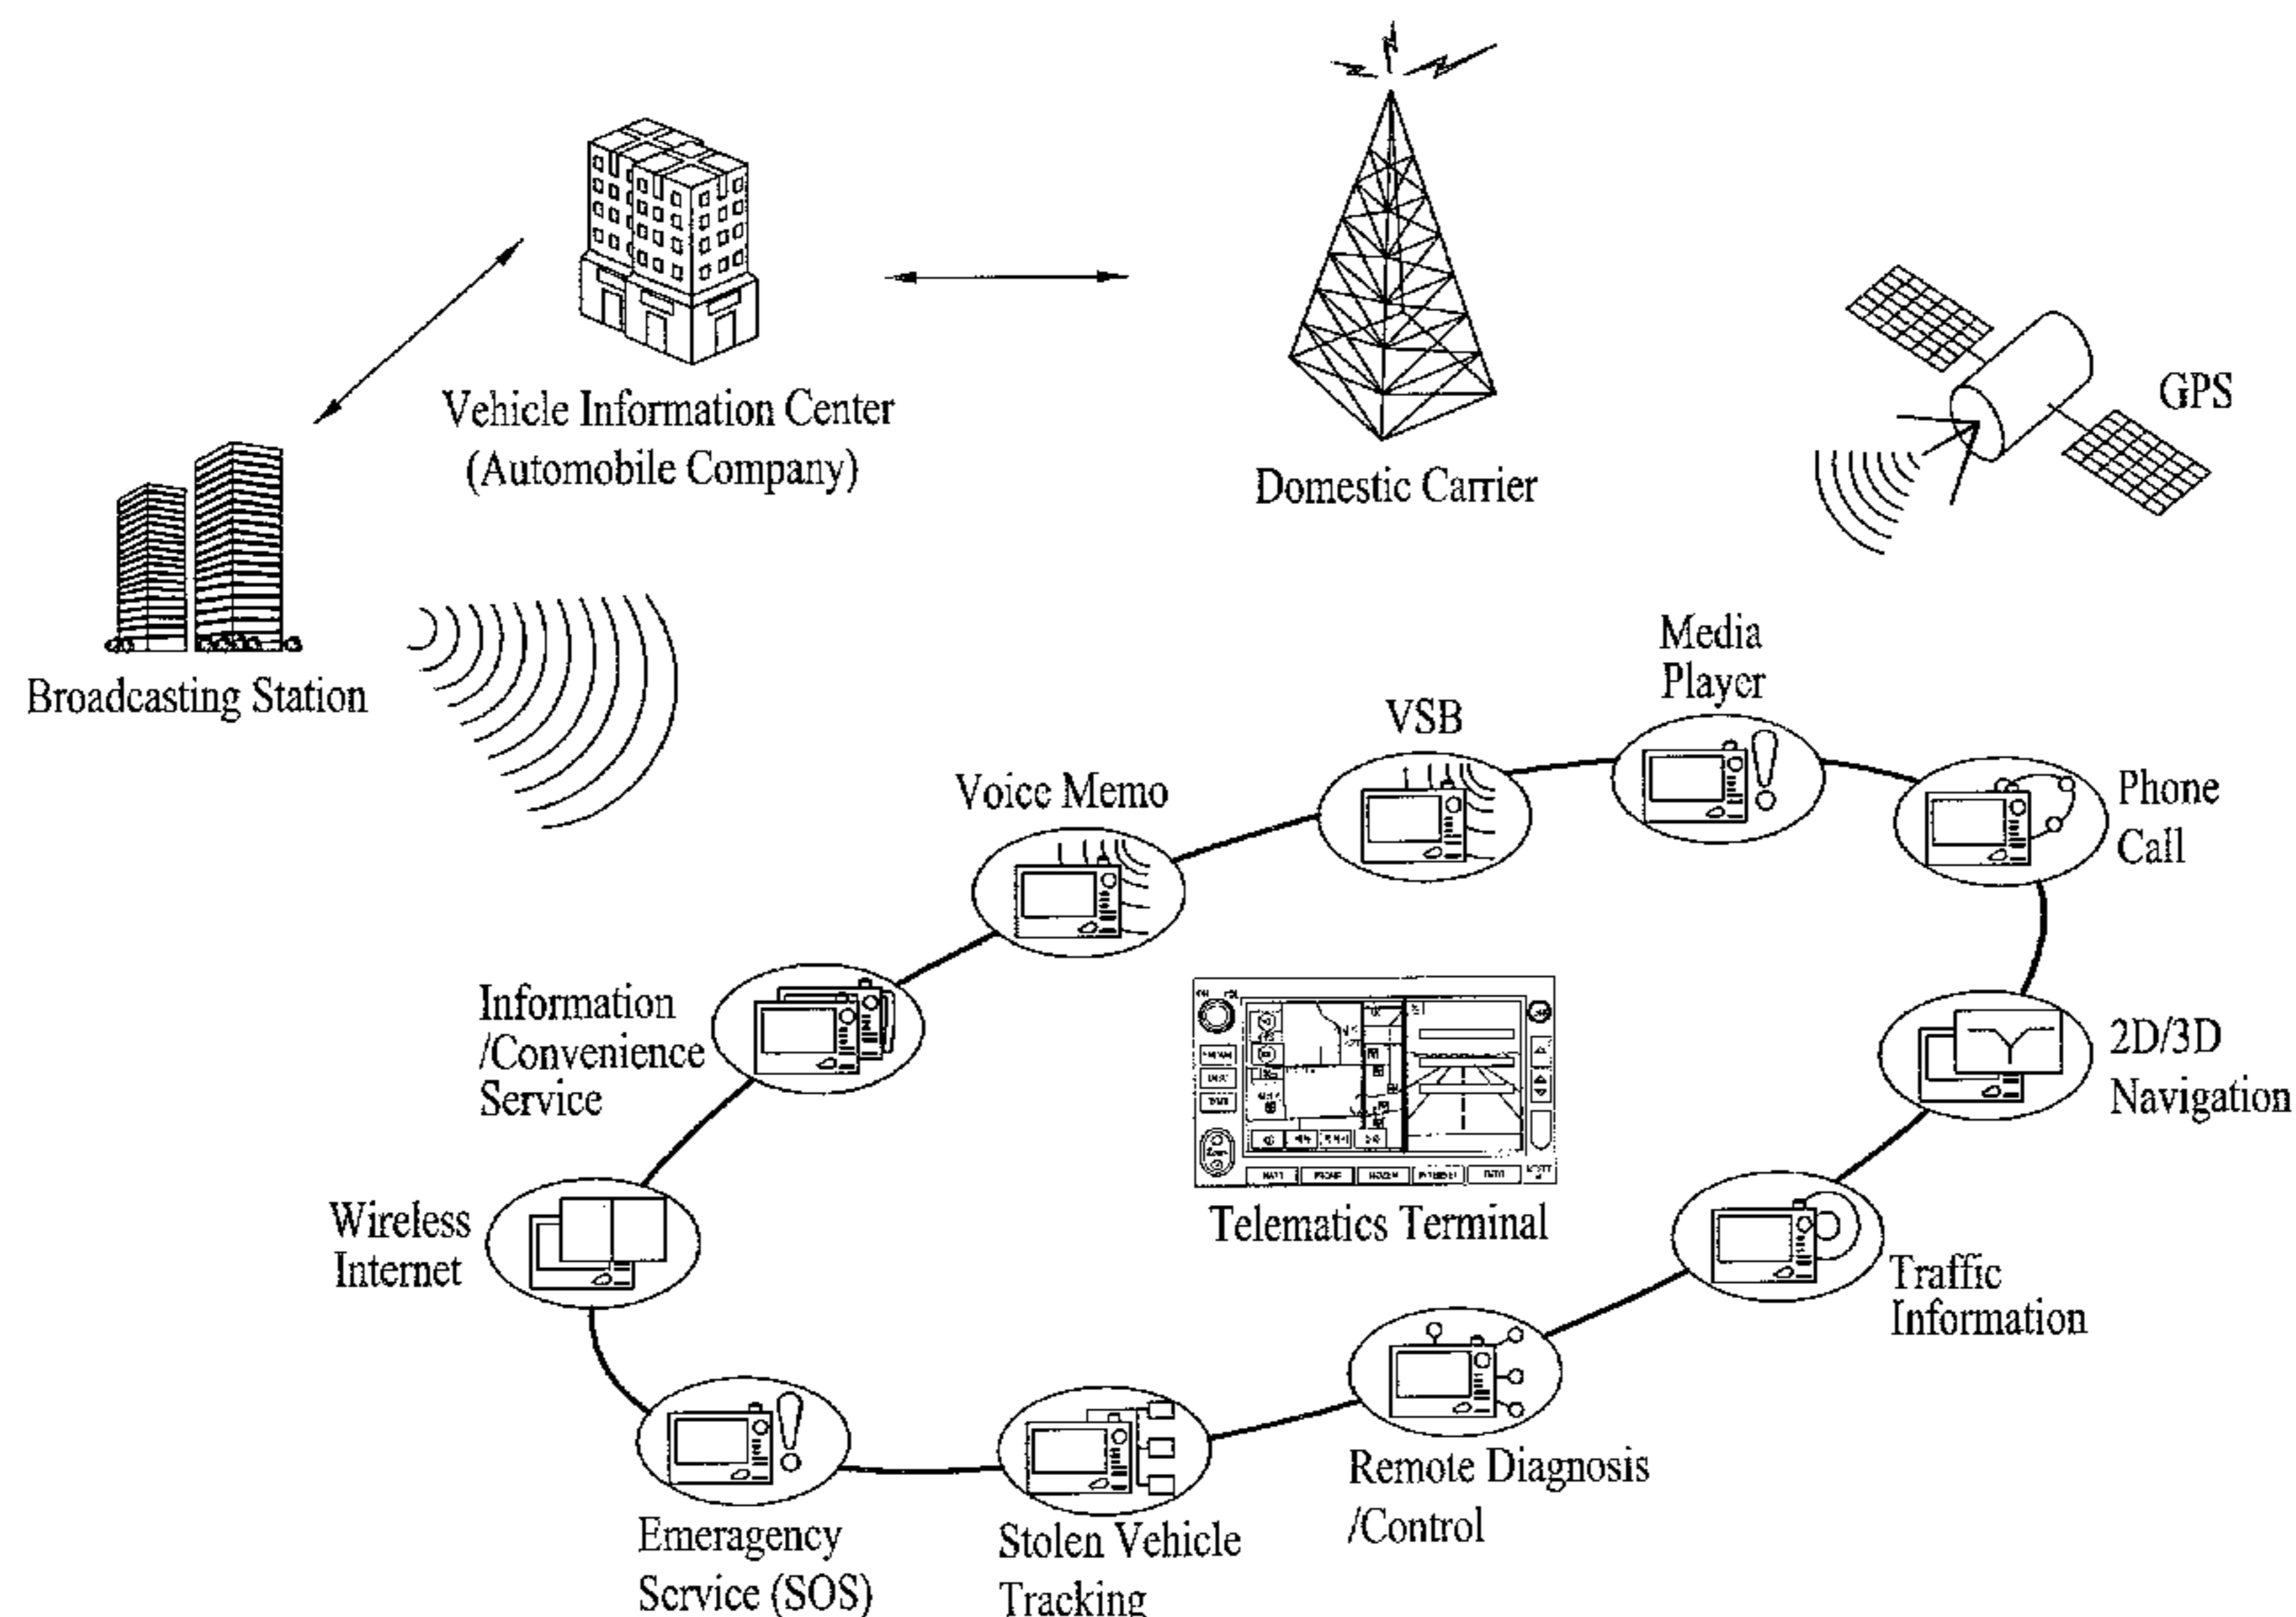 GPS
Vehicle Information Center
(Automobile Company)
Domestic Carrier
Broadcasting Station
Media
Player
VSB
Voice Memo
Phone
Call
Information
/Convenience
Service
2D/3D
Navigation
Telematics Terminal
Wireless
Internet
Traffic
Information
Remote Diagnosis
/Control
Emeragency
Service (SOS)
Stolen Vehicle
Tracking